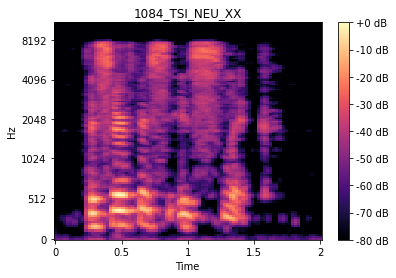 1084_TSI_NEU_XX
+0 dB
8192
-10 dB
4096
-20 dB
-30 dB
2048
Hz
-40 dB
1024
-50 dB
512
-60 dB
-70 dB
0
-80 dB
0 0.5 1 1.5 2
Time